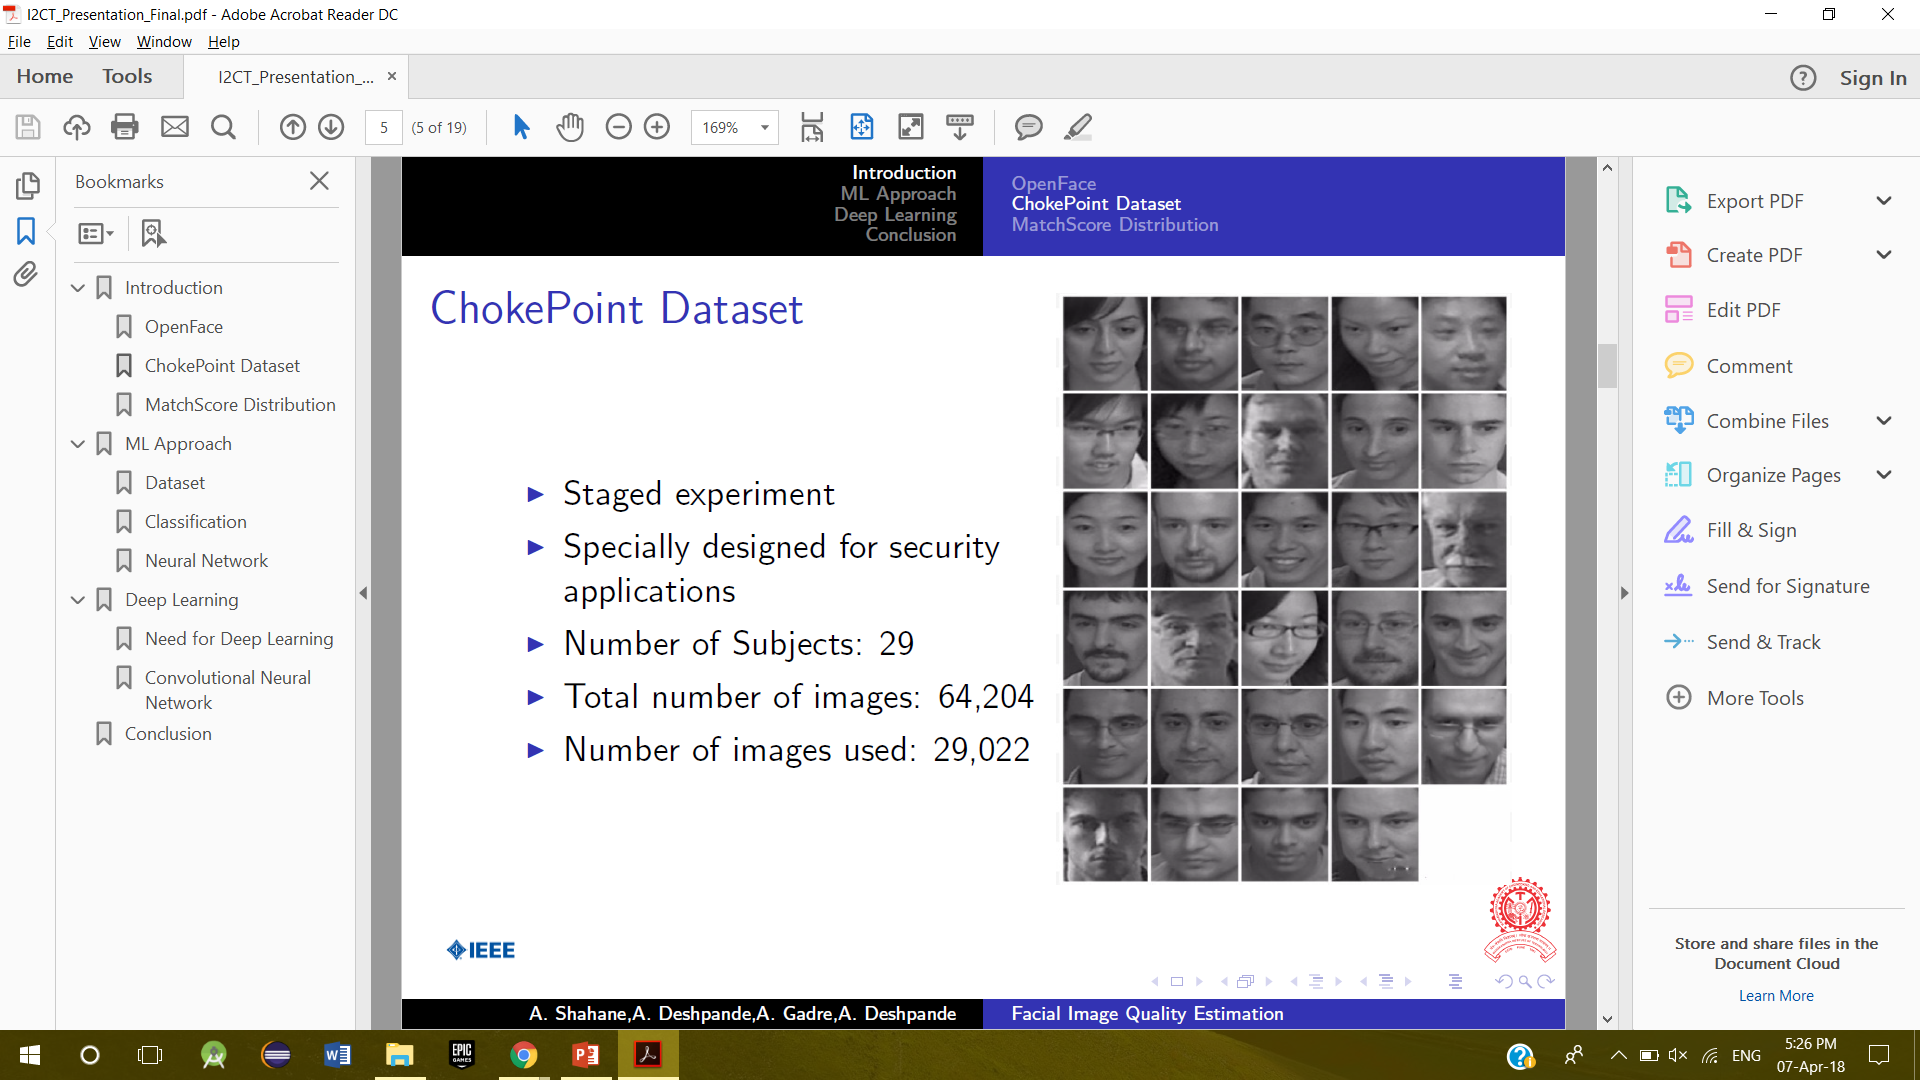 I2CT_Presentation_Final.pdf - Adobe Acrobat Reader DC
File Edit View Window Help
Home Tools I2CT_Presentation_... × ? Sign In
5 (5 of 19) 169%
Bookmarks
Introduction
OpenFace
ChokePoint Dataset
MatchScore Distribution
ML Approach
Dataset
Classification
Neural Network
Deep Learning
Need for Deep Learning
Convolutional Neural
Network
Conclusion
Introduction
ML Approach
Deep Learning
Conclusion
OpenFace
ChokePoint Dataset
MatchScore Distribution
ChokePoint Dataset
Staged experiment
Specially designed for security
applications
Number of Subjects: 29
Total number of images: 64,204
Number of images used: 29,022
IEEE
A. Shahane,A. Deshpande,A. Gadre,A. Deshpande
Facial Image Quality Estimation
Export PDF
Create PDF
Edit PDF
Comment
Combine Files
Organize Pages
Fill & Sign
Send for Signature
Send & Track
More Tools
Store and share files in the
Document Cloud
Learn More
EPIC
GAMES
ENG
5:26 PM
07-Apr-18